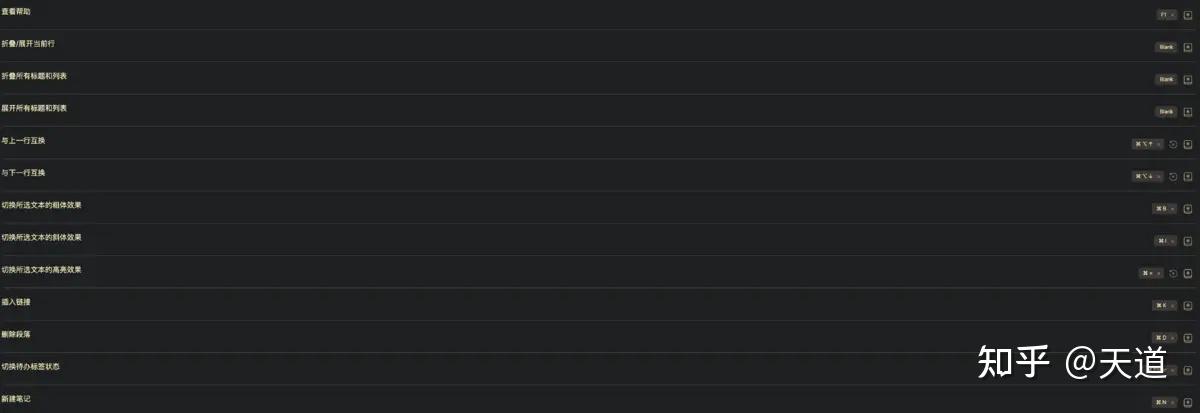 查看帮助 F1
折叠/展开当前行 Blank
折叠所有标题和列表 Blank
展开所有标题和列表 Blank
与上一行互换 ⌘⌥↑
与下一行互换 ⌘⌥↓
切换所选文本的粗体效果 ⌘B
切换所选文本的斜体效果 ⌘I
切换所选文本的高亮效果 ⌘
插入链接 ⌘K
删除段落 ⌘D
切换待办标签状态
新建笔记 ⌘N
知乎 @天道